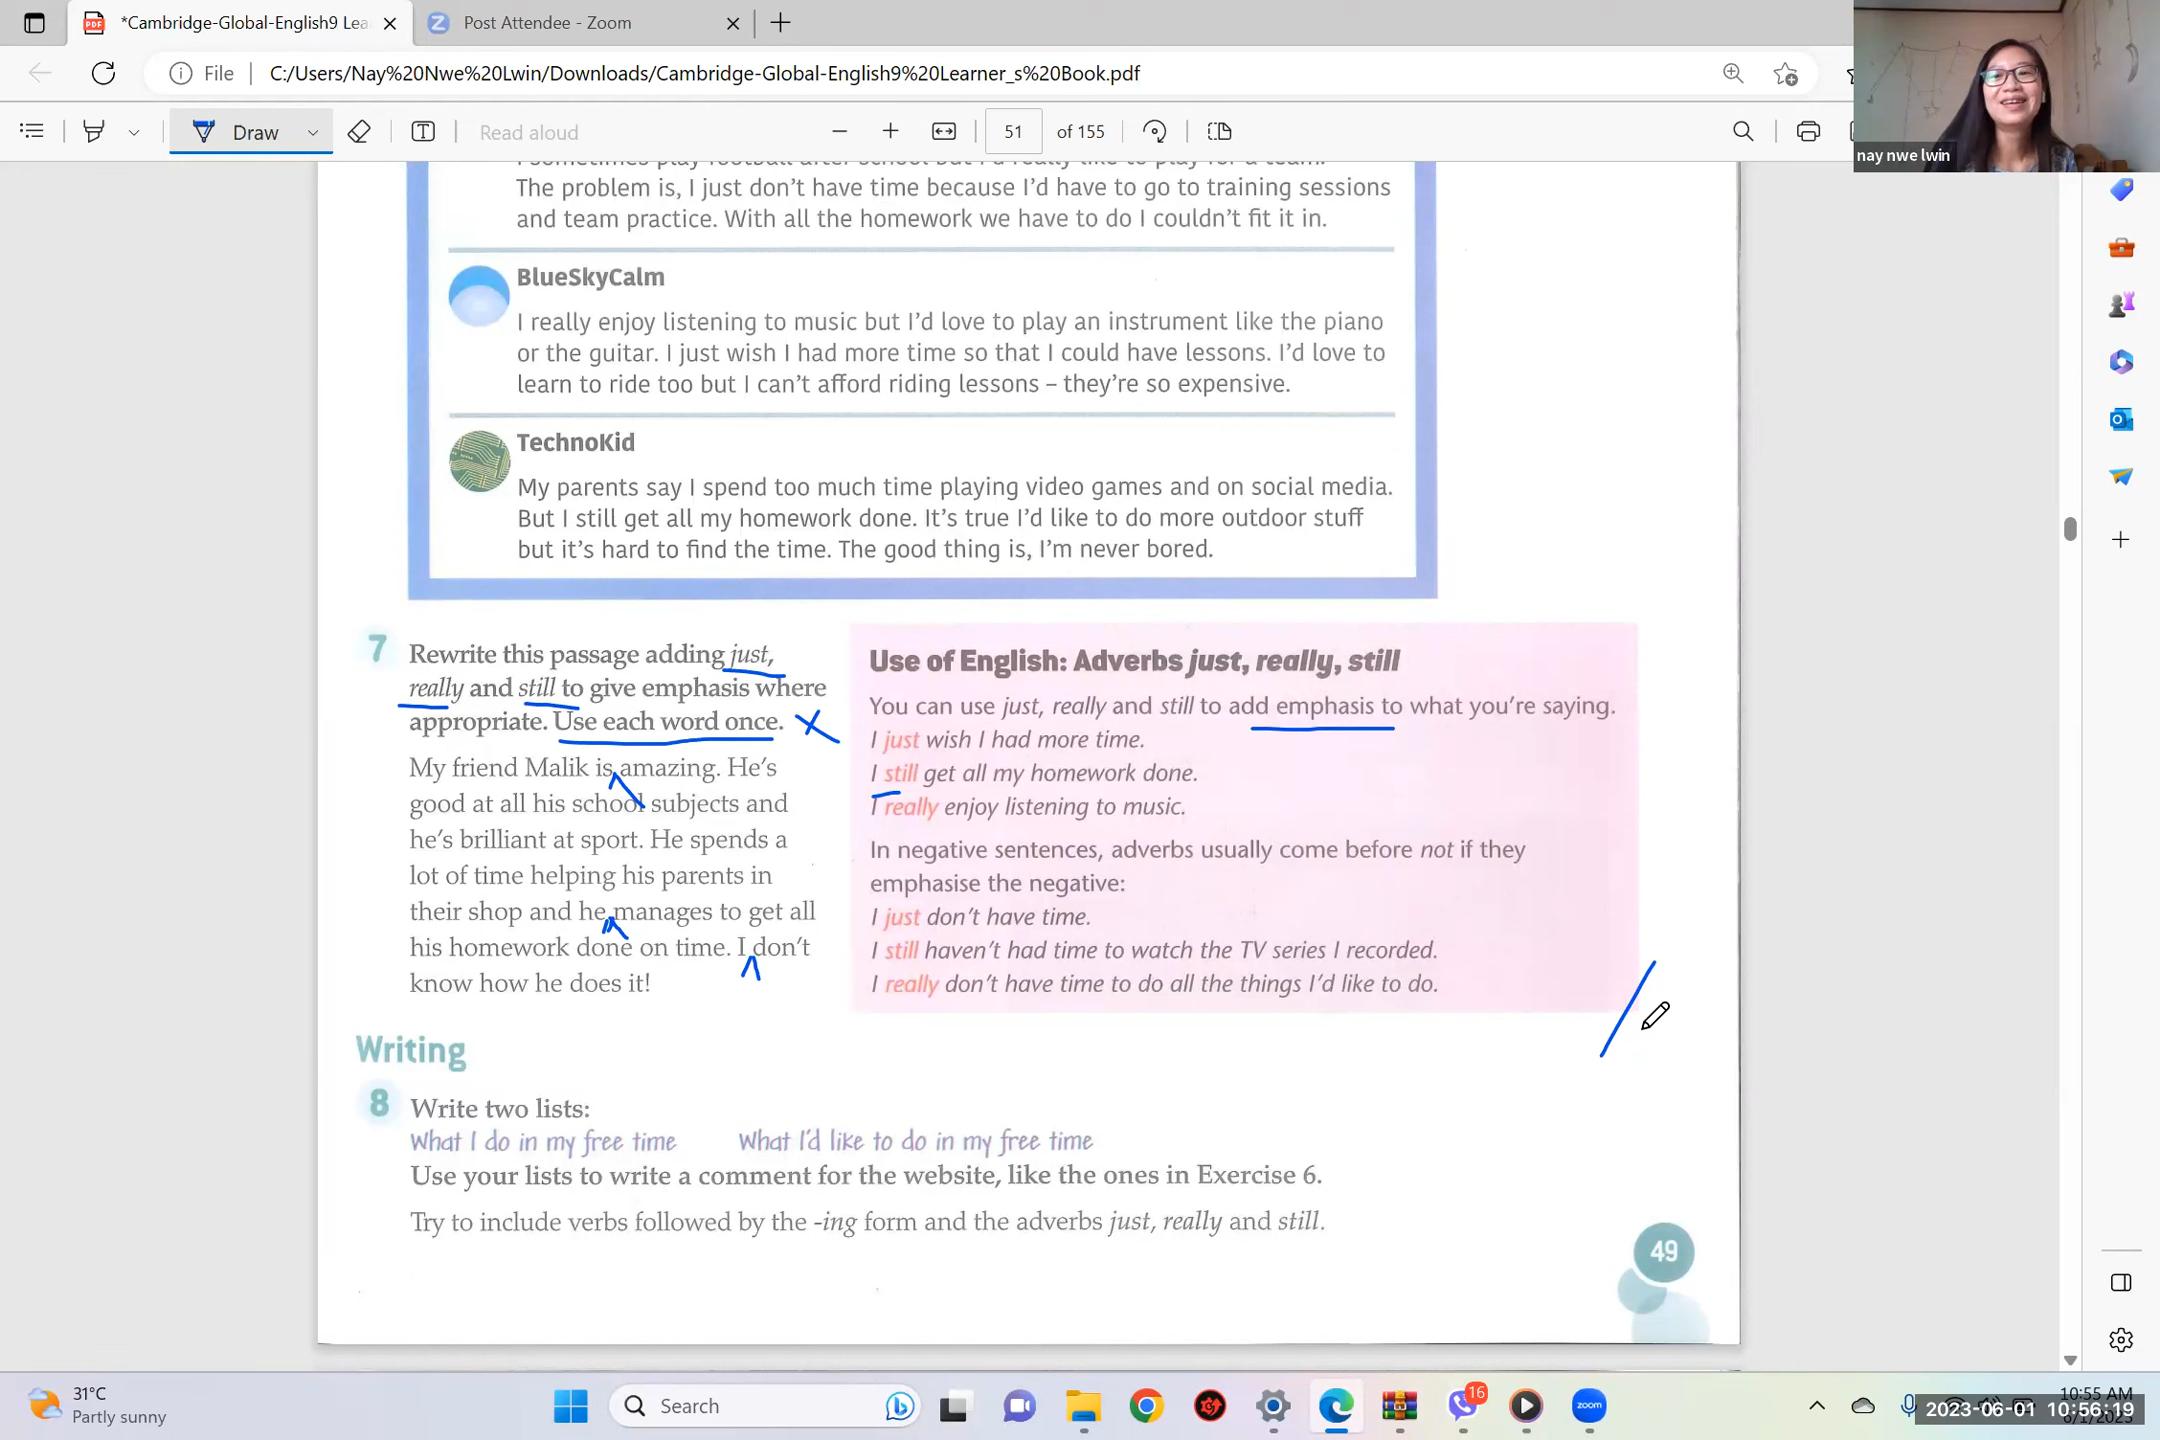 *Cambridge-Global-English9 Lea
Post Attendee - Zoom
File
C:/Users/Nay%20Nwe%20Lwin/Downloads/Cambridge-Global-English9%20Learner_s%20Book.pdf
Draw
Read aloud
51
of 155
nay nwe lwin
I sometimes play football after school but I'd really like to play for a team.
The problem is, I just don't have time because I'd have to go to training sessions
and team practice. With all the homework we have to do I couldn't fit it in.
BlueSkyCalm
I really enjoy listening to music but I'd love to play an instrument like the piano
or the guitar. I just wish I had more time so that I could have lessons. I'd love to
learn to ride too but I can't afford riding lessons – they're so expensive.
TechnoKid
My parents say I spend too much time playing video games and on social media.
But I still get all my homework done. It's true I'd like to do more outdoor stuff
but it's hard to find the time. The good thing is, I'm never bored.
7
Rewrite this passage adding just,
really and still to give emphasis where
appropriate. Use each word once.
My friend Malik is amazing. He's
good at all his school subjects and
he's brilliant at sport. He spends a
lot of time helping his parents in
their shop and he manages to get all
his homework done on time. I don't
know how he does it!
Use of English: Adverbs just, really, still
You can use just, really and still to add emphasis to what you're saying.
I just wish I had more time.
I still get all my homework done.
I really enjoy listening to music.
In negative sentences, adverbs usually come before not if they
emphasise the negative:
I just don't have time.
I still haven't had time to watch the TV series I recorded.
I really don't have time to do all the things I'd like to do.
Writing
8
Write two lists:
What I do in my free time What I'd like to do in my free time
Use your lists to write a comment for the website, like the ones in Exercise 6.
Try to include verbs followed by the -ing form and the adverbs just, really and still.
49
31°C
Partly sunny
Search
16
zoom
10:55 AM
2023-06-01 10:56:19